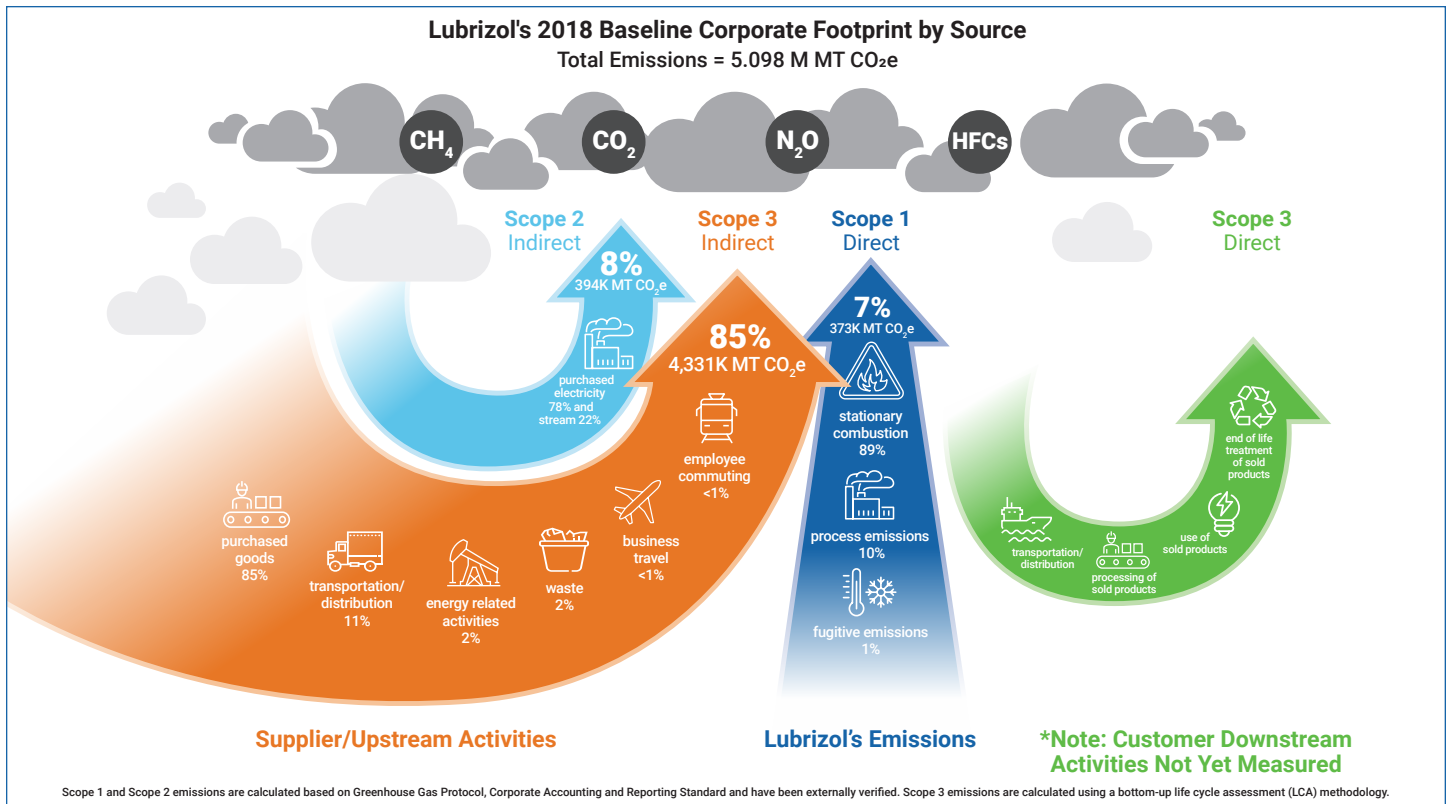 Lubrizol's 2018 Baseline Corporate Footprint by Source
Total Emissions = 5.098 M MT CO₂e
CH₄
CO₂
N₂O
HFCs
Scope 2
Indirect
8%
394K MT CO₂e
purchased
electricity
78% and
stream 22%
Scope 3
Indirect
85%
4,331K MT CO₂e
employee
commuting
<1%
business
travel
<1%
waste
2%
energy related
activities
2%
transportation/
distribution
11%
purchased
goods
85%
Scope 1
Direct
7%
373K MT CO₂e
stationary
combustion
89%
process emissions
10%
fugitive emissions
1%
Scope 3
Direct
end of life
treatment
of sold
products
use of
sold products
processing of
sold products
transportation/
distribution
Supplier/Upstream Activities
Lubrizol’s Emissions
*Note: Customer Downstream
Activities Not Yet Measured
Scope 1 and Scope 2 emissions are calculated based on Greenhouse Gas Protocol, Corporate Accounting and Reporting Standard and have been externally verified. Scope 3 emissions are calculated using a bottom-up life cycle assessment (LCA) methodology.